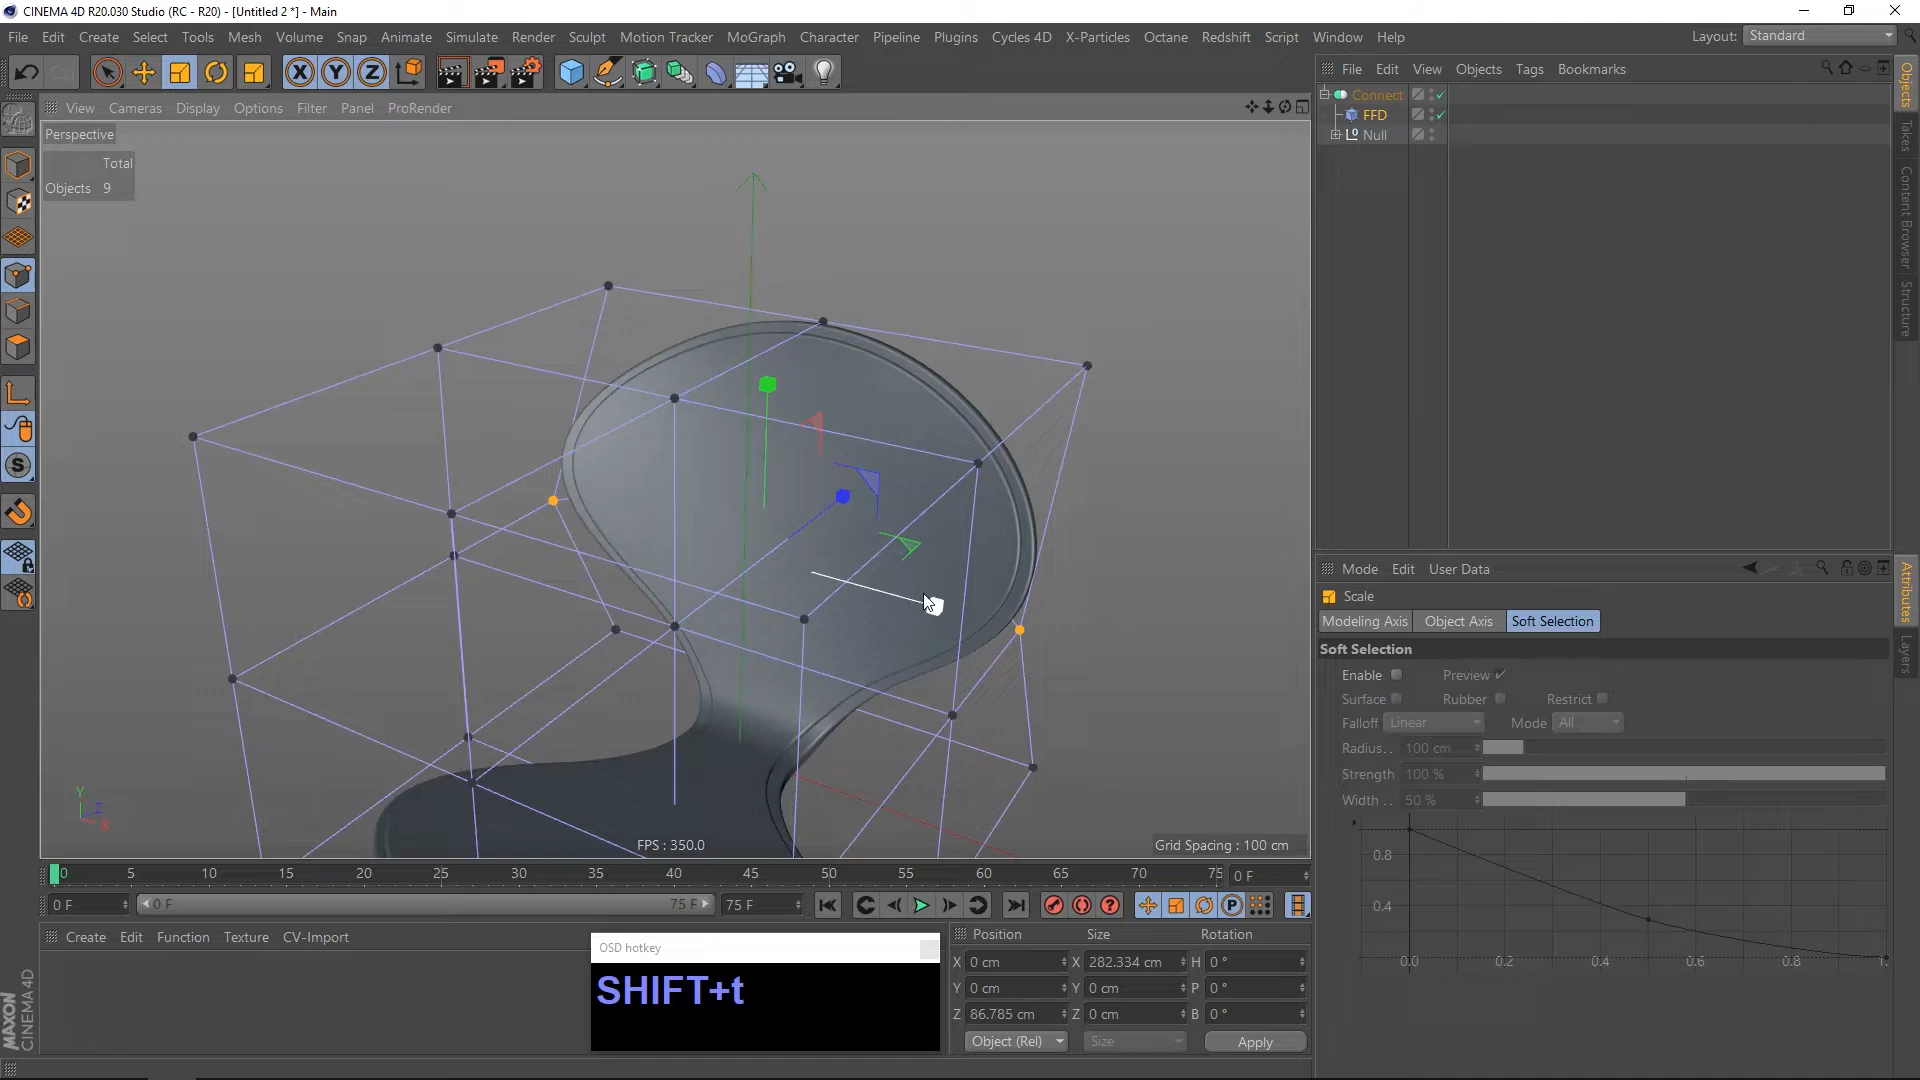 CINEMA 4D R20.030 Studio (RC - R20) - [Untitled 2 *] - Main
File Edit Create Select Tools Mesh Volume Snap Animate Simulate Render Sculpt Motion Tracker MoGraph Character Pipeline Plugins Cycles 4D X-Particles Octane Redshift Script Window Help Layout: Standard
File Edit View Objects Tags Bookmarks
View Cameras Display Options Filter Panel ProRender
Perspective
Total
Objects 9
Connect
FFD
Null
Objects
Takes
Content Browser
Structure
Mode Edit User Data
Scale
Modeling Axis Object Axis Soft Selection
Soft Selection
Enable Preview
Surface Rubber Restrict
Falloff Linear Mode All
Radius.. 100 cm
Strength 100 %
Width .. 50 %
0.8
0.4
0.0 0.2 0.4 0.6 0.8 1.
Attributes
Layers
Y
Z
X
FPS : 350.0
Grid Spacing : 100 cm
0 5 10 15 20 25 30 35 40 45 50 55 60 65 70 75 0 F
0 F 0 F 75 F 75 F
Create Edit Function Texture CV-Import
OSD hotkey
SHIFT+t
Position Size Rotation
X 0 cm X 282.334 cm H 0 °
Y 0 cm Y 0 cm P 0 °
Z 86.785 cm Z 0 cm B 0 °
Object (Rel) Size Apply
MAXON
CINEMA 4D